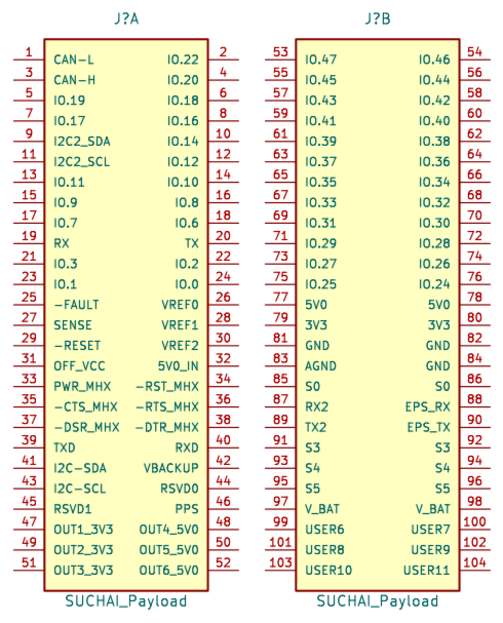 J?A J?B
1 CAN-L IO.22 2 53 IO.47 IO.46 54
3 CAN-H IO.20 4 55 IO.45 IO.44 56
5 IO.19 IO.18 6 57 IO.43 IO.42 58
7 IO.17 IO.16 8 59 IO.41 IO.40 60
9 I2C2_SDA IO.14 10 61 IO.39 IO.38 62
11 I2C2_SCL IO.12 12 63 IO.37 IO.36 64
13 IO.11 IO.10 14 65 IO.35 IO.34 66
15 IO.9 IO.8 16 67 IO.33 IO.32 68
17 IO.7 IO.6 18 69 IO.31 IO.30 70
19 RX TX 20 71 IO.29 IO.28 72
21 IO.3 IO.2 22 73 IO.27 IO.26 74
23 IO.1 IO.0 24 75 IO.25 IO.24 76
25 -FAULT VREF0 26 77 5V0 5V0 78
27 SENSE VREF1 28 79 3V3 3V3 80
29 -RESET VREF2 30 81 GND GND 82
31 OFF_VCC 5V0_IN 32 83 AGND GND 84
33 PWR_MHX -RST_MHX 34 85 S0 S0 86
35 -CTS_MHX -RTS_MHX 36 87 RX2 EPS_RX 88
37 -DSR_MHX -DTR_MHX 38 89 TX2 EPS_TX 90
39 TXD RXD 40 91 S3 S3 92
41 I2C-SDA VBACKUP 42 93 S4 S4 94
43 I2C-SCL RSVD0 44 95 S5 S5 96
45 RSVD1 PPS 46 97 V_BAT V_BAT 98
47 OUT1_3V3 OUT4_5V0 48 99 USER6 USER7 100
49 OUT2_3V3 OUT5_5V0 50 101 USER8 USER9 102
51 OUT3_3V3 OUT6_5V0 52 103 USER10 USER11 104
SUCHAI_Payload SUCHAI_Payload